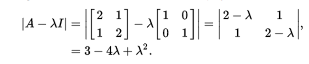 |A − λI| = |[2 1; 1 2] − λ[1 0; 0 1]| = |2 − λ 1; 1 2 − λ|,
= 3 − 4λ + λ².